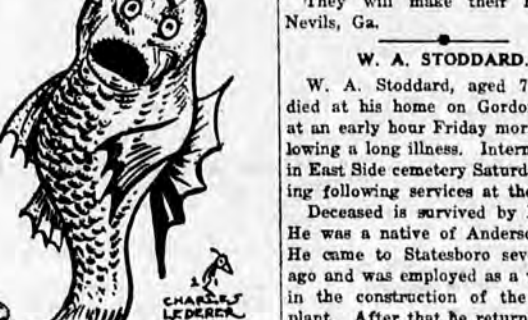 CHARLES
LEDERER
They will make their
Nevils, Ga.
W. A. STODDARD.
W. A. Stoddard, aged 7
died at his home on Gordo
at an early hour Friday mor
lowing a long illness. Inter
in East Side cemetery Saturd
ing following services at the
Deceased is survived by
He was a native of Anderso
He came to Statesboro sev
ago and was employed as a
in the construction of the
plant. After that he return